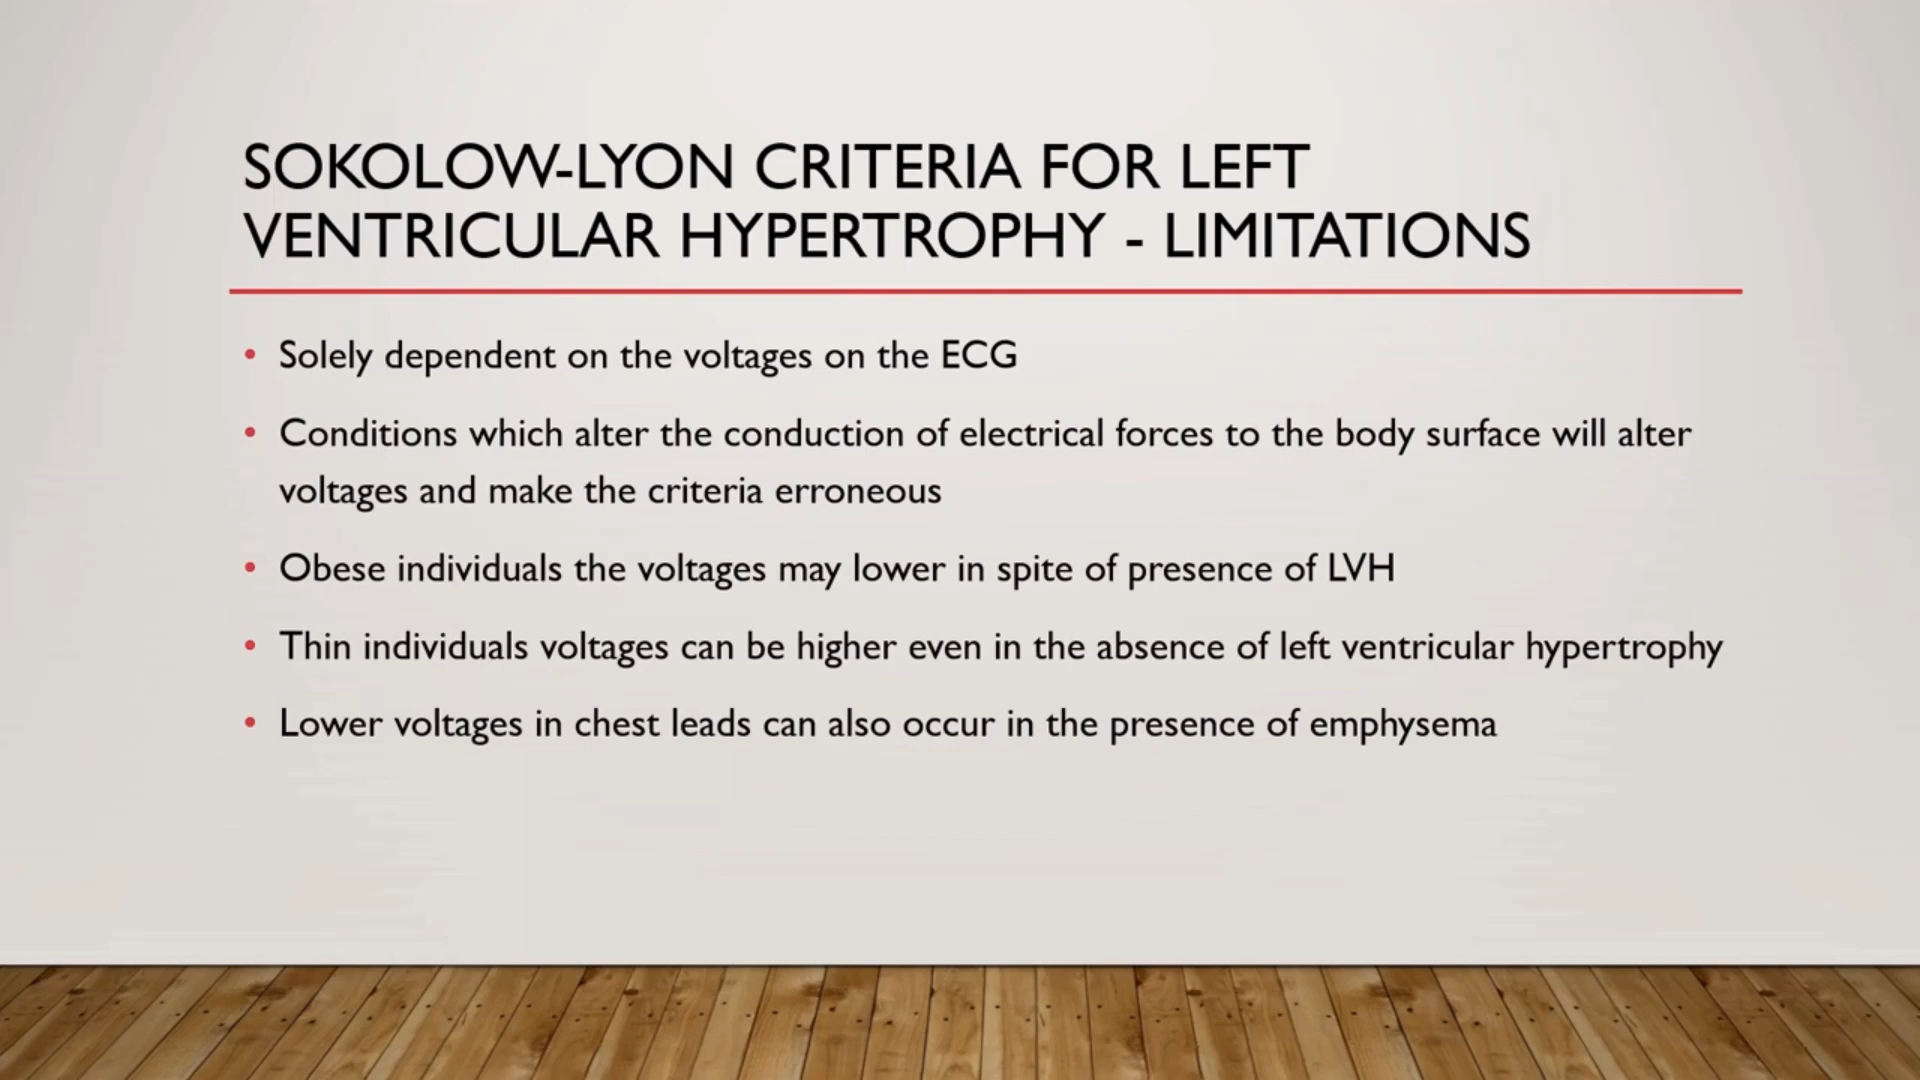 SOKOLOW-LYON CRITERIA FOR LEFT
VENTRICULAR HYPERTROPHY - LIMITATIONS
• Solely dependent on the voltages on the ECG
• Conditions which alter the conduction of electrical forces to the body surface will alter
voltages and make the criteria erroneous
• Obese individuals the voltages may lower in spite of presence of LVH
• Thin individuals voltages can be higher even in the absence of left ventricular hypertrophy
• Lower voltages in chest leads can also occur in the presence of emphysema